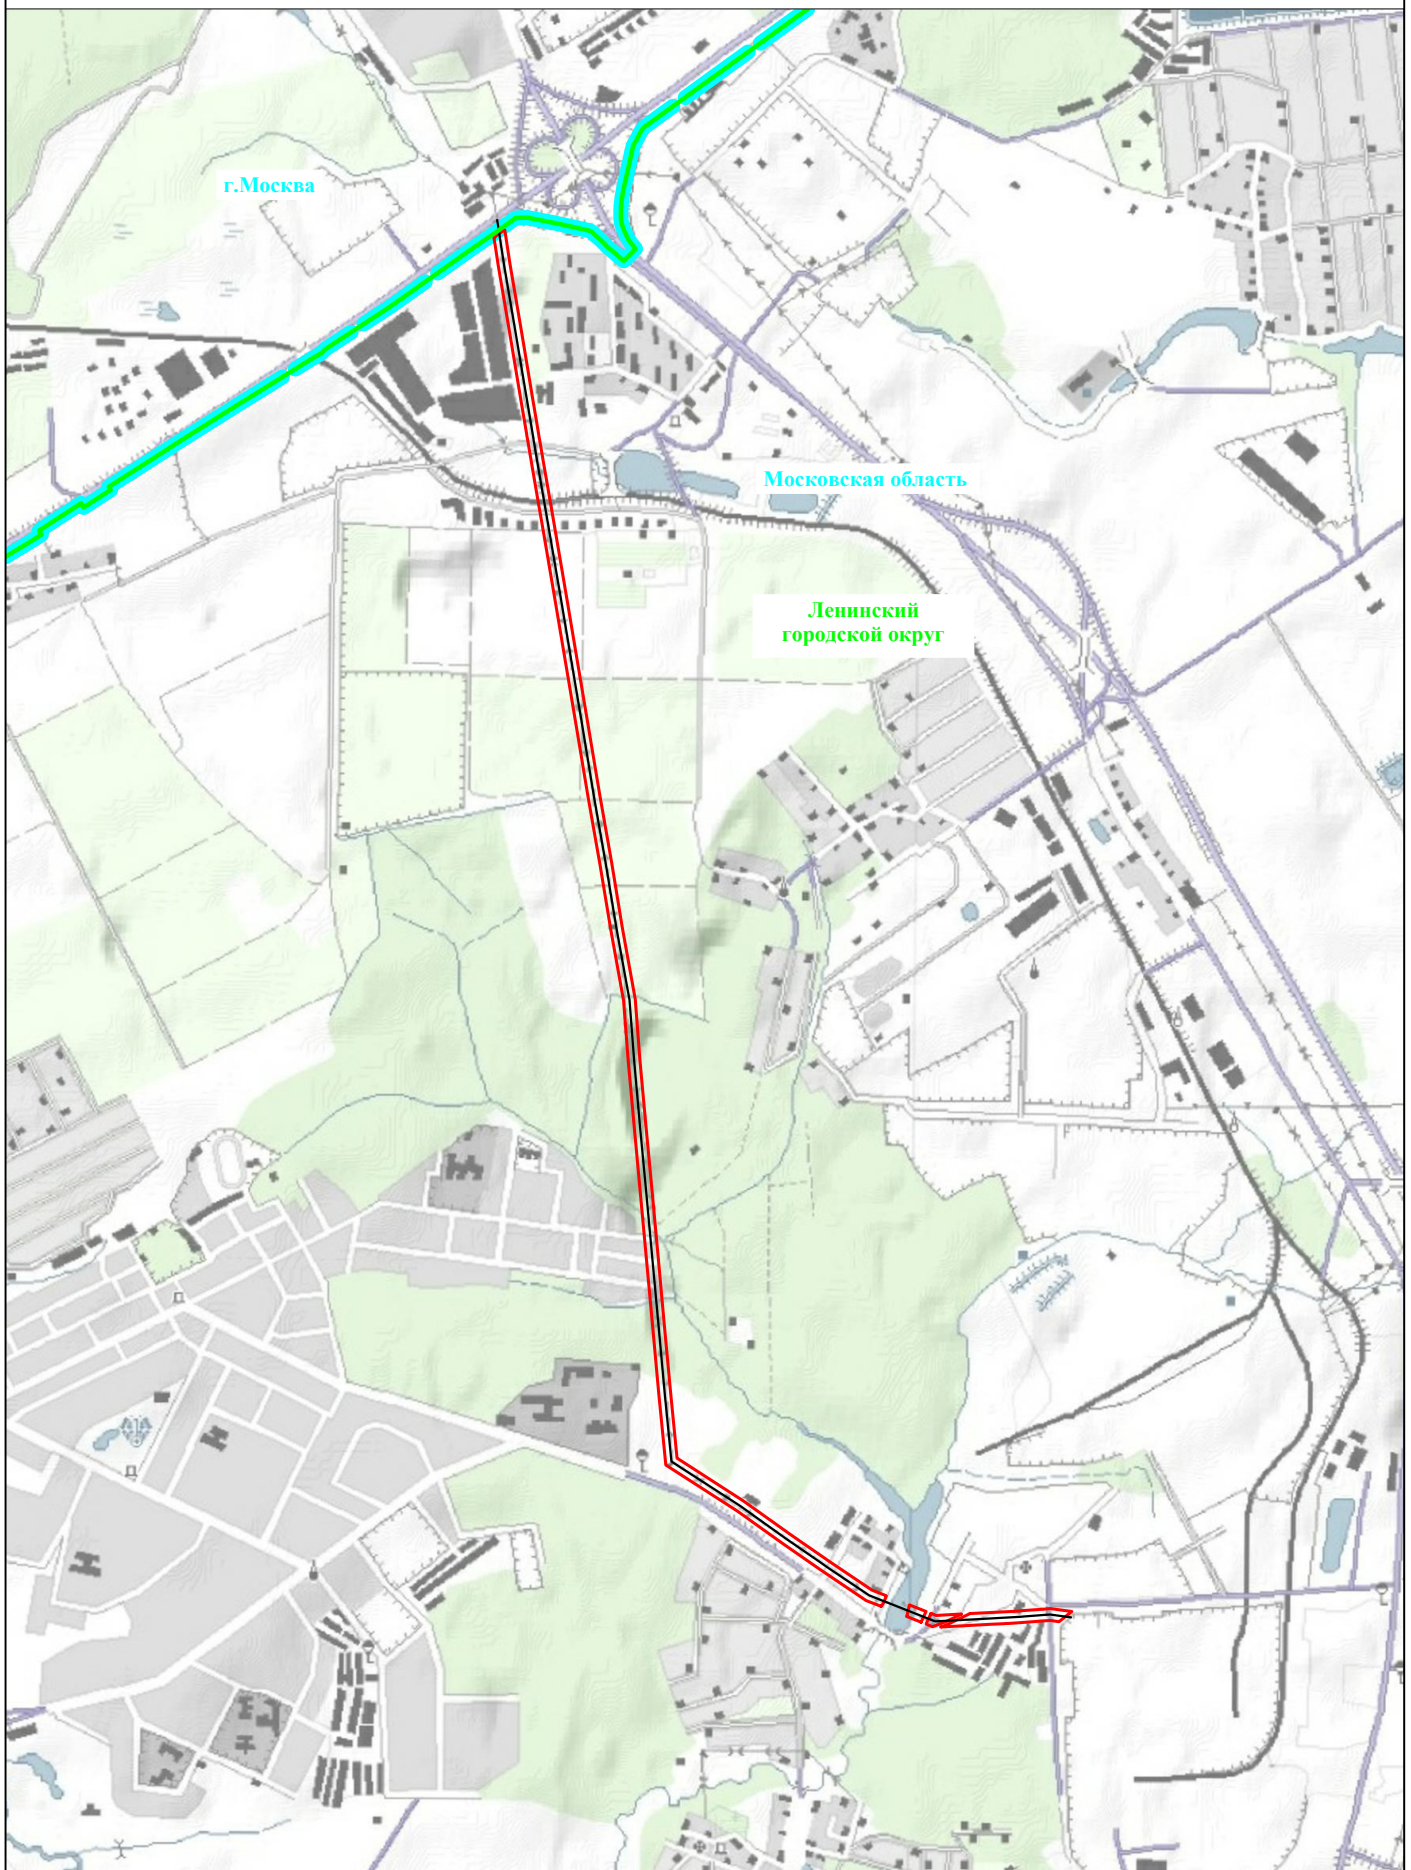 г.Москва
Московская область
Ленинский
городской округ